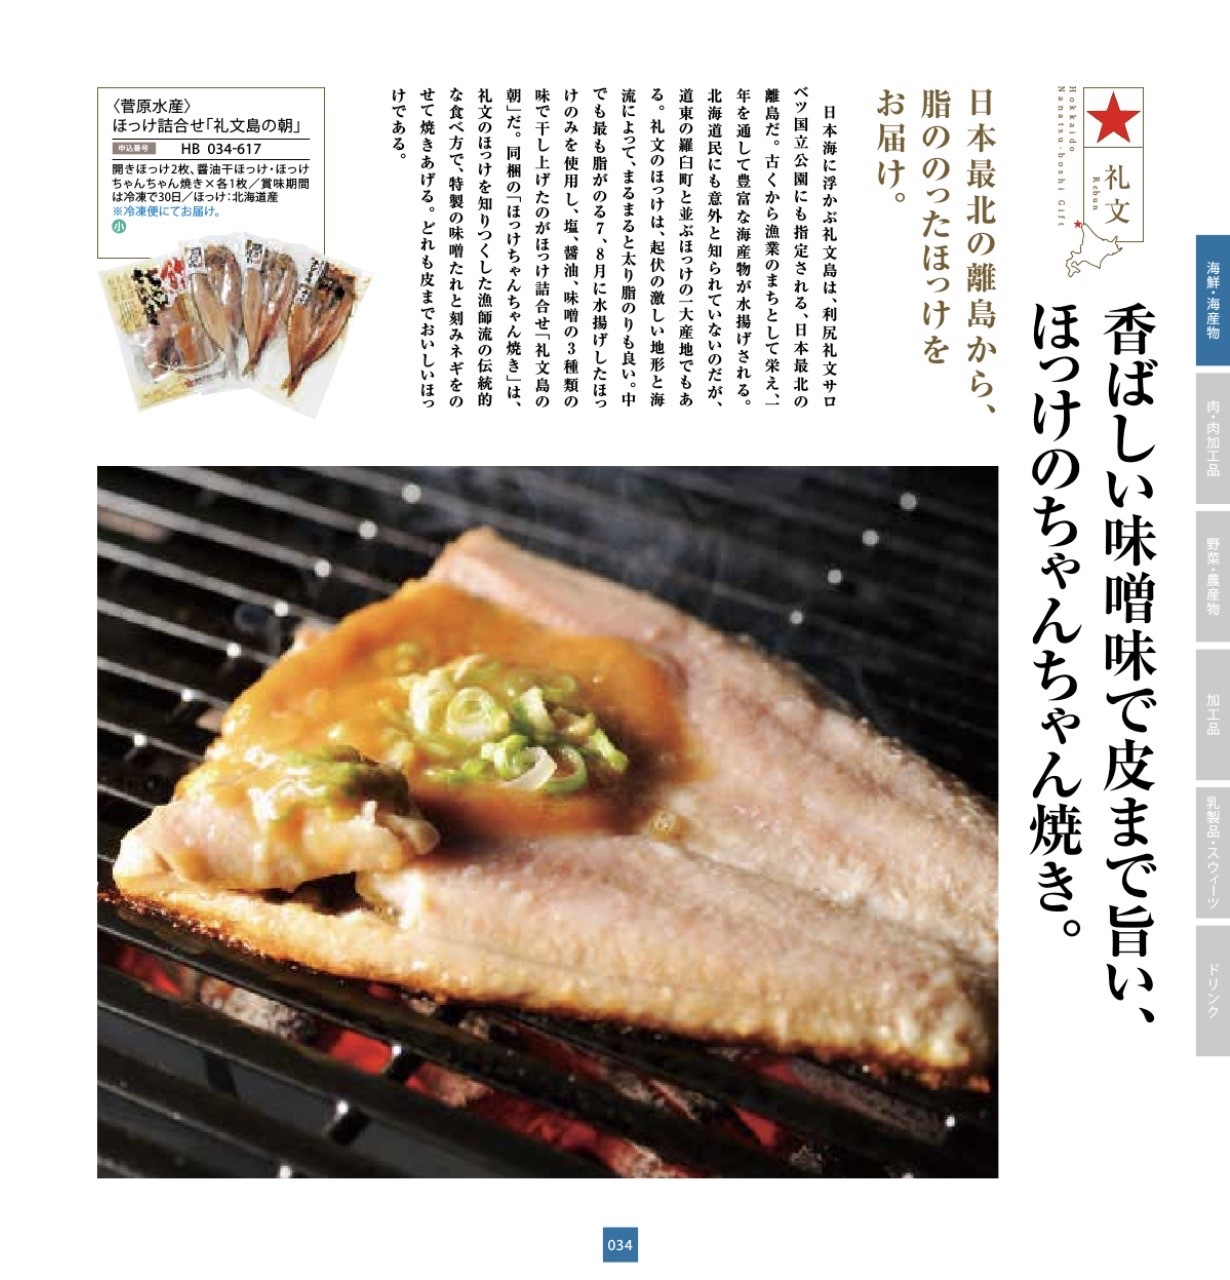 礼文
Rebun
Hokkaido
Nanatsu-boshi Gift
香ばしい味噌味で皮まで旨い、
ほっけのちゃんちゃん焼き。
日本最北の離島から、
脂ののったほっけを
お届け。
日本海に浮かぶ礼文島は、利尻礼文サロ
ベツ国立公園にも指定される、日本最北の
離島だ。古くから漁業のまちとして栄え、一
年を通して豊富な海産物が水揚げされる。
北海道民にも意外と知られていないのだが、
道東の羅臼町と並ぶほっけの一大産地でもあ
る。礼文のほっけは、起伏の激しい地形と海
流によって、まるまると太り脂のりも良い。中
でも最も脂がのる7、8月に水揚げしたほっ
けのみを使用し、塩、醤油、味噌の3種類の
味で干し上げたのがほっけ詰合せ「礼文島の
朝」だ。同梱の「ほっけちゃんちゃん焼き」は、
礼文のほっけを知りつくした漁師流の伝統的
な食べ方で、特製の味噌たれと刻みネギをの
せて焼きあげる。どれも皮までおいしいほっ
けである。
〈菅原水産〉
ほっけ詰合せ「礼文島の朝」
申込番号 HB 034-617
開きほっけ2枚、醤油干ほっけ・ほっけ
ちゃんちゃん焼き×各1枚／賞味期間
は冷凍で30日／ほっけ：北海道産
※冷凍便にてお届け。
小
海鮮・海産物
肉・肉加工品
野菜・農産物
加工品
乳製品・スウィーツ
ドリンク
034